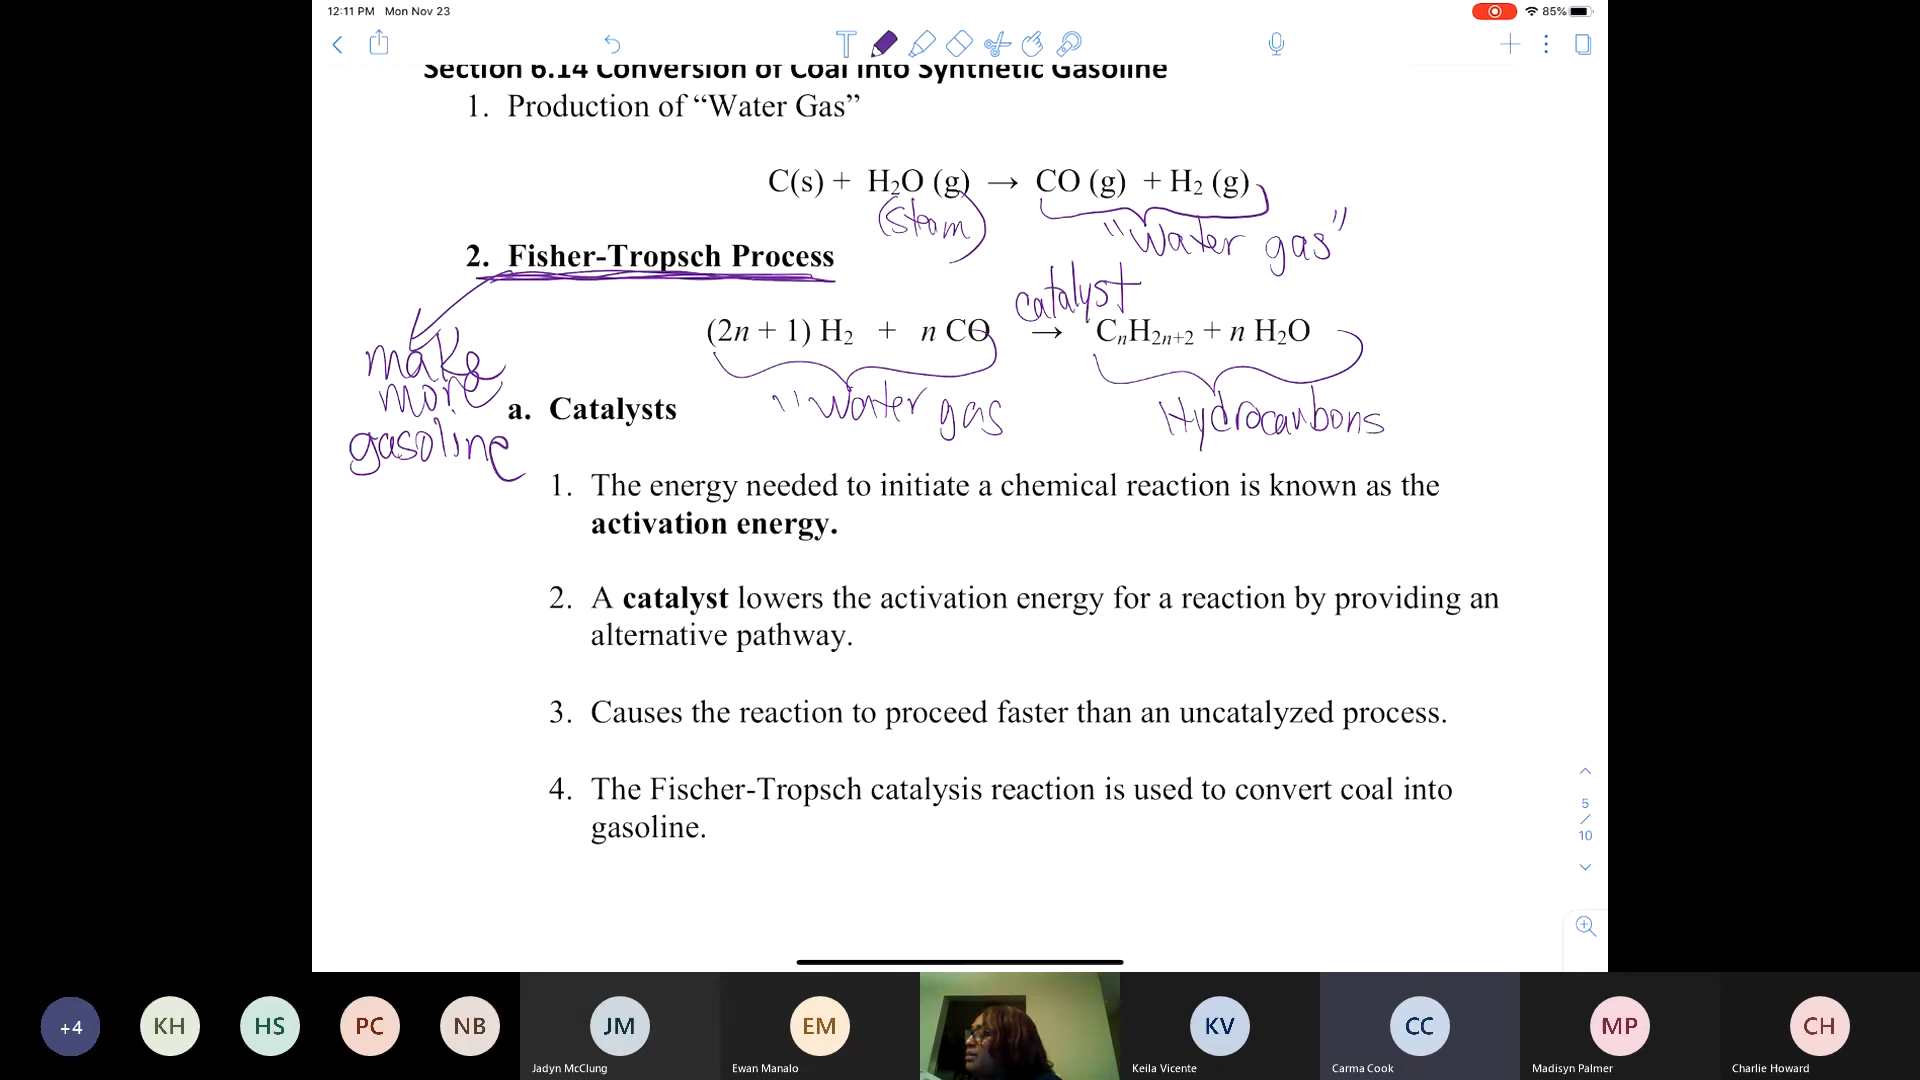 12:11 PM Mon Nov 23
85%
Section 6.14 Conversion of Coal into Synthetic Gasoline
1. Production of “Water Gas”
C(s) + H₂O (g) → CO (g) + H₂ (g)
(steam)
"Water gas"
2. Fisher-Tropsch Process
catalyst
(2n + 1) H₂ + n CO → CₙH₂ₙ₊₂ + n H₂O
make
more
gasoline
"Water gas
Hydrocarbons
a. Catalysts
1. The energy needed to initiate a chemical reaction is known as the
activation energy.
2. A catalyst lowers the activation energy for a reaction by providing an
alternative pathway.
3. Causes the reaction to proceed faster than an uncatalyzed process.
4. The Fischer-Tropsch catalysis reaction is used to convert coal into
gasoline.
5
/
10
+4
KH
HS
PC
NB
JM
EM
KV
CC
MP
CH
Jadyn McClung
Ewan Manalo
Keila Vicente
Carma Cook
Madisyn Palmer
Charlie Howard